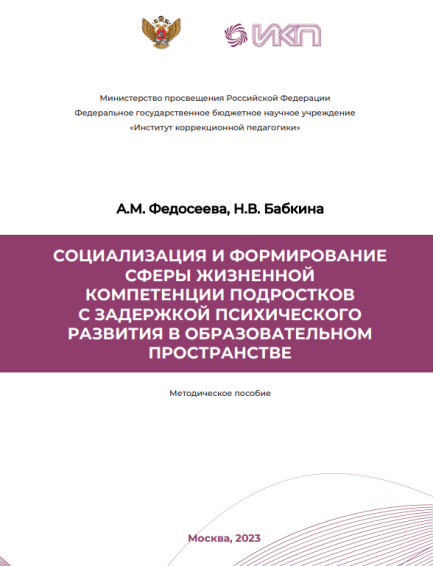 ИКП
Министерство просвещения Российской Федерации
Федеральное государственное бюджетное научное учреждение
«Институт коррекционной педагогики»
А.М. Федосеева, Н.В. Бабкина
СОЦИАЛИЗАЦИЯ И ФОРМИРОВАНИЕ
СФЕРЫ ЖИЗНЕННОЙ
КОМПЕТЕНЦИИ ПОДРОСТКОВ
С ЗАДЕРЖКОЙ ПСИХИЧЕСКОГО
РАЗВИТИЯ В ОБРАЗОВАТЕЛЬНОМ
ПРОСТРАНСТВЕ
Методическое пособие
Москва, 2023